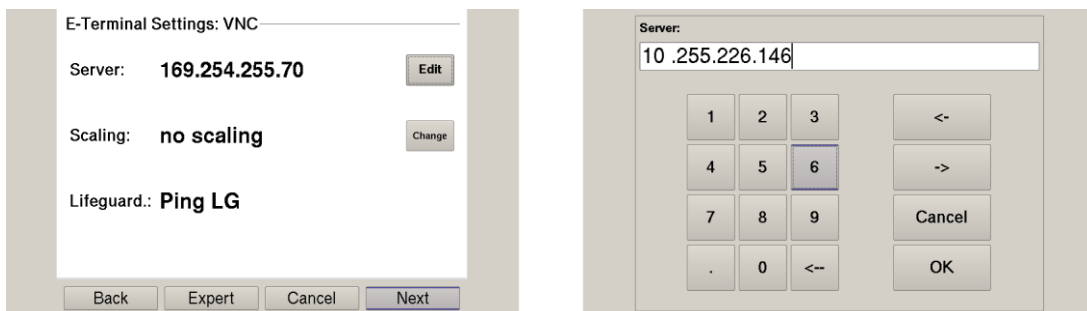 E-Terminal Settings: VNC
Server: 169.254.255.70 Edit
Scaling: no scaling Change
Lifeguard.: Ping LG
Back Expert Cancel Next
Server:
10 .255.226.146
1 2 3 <-
4 5 6 ->
7 8 9 Cancel
. 0 <-- OK